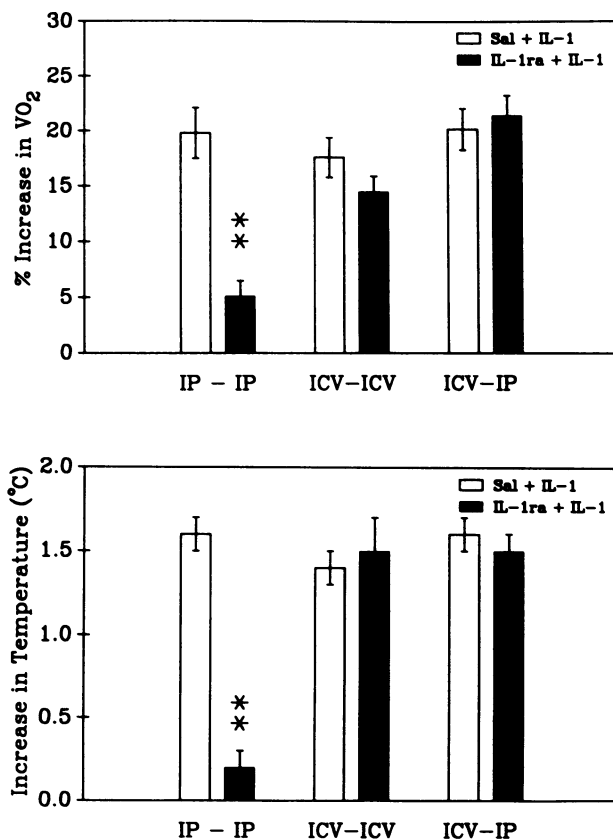 % Increase in VO2
30
25
20
15
10
5
0
Sal + IL-1
IL-1ra + IL-1
**
IP - IP
ICV-ICV
ICV-IP
Increase in Temperature (°C)
2.0
1.5
1.0
0.5
0.0
Sal + IL-1
IL-1ra + IL-1
**
IP - IP
ICV-ICV
ICV-IP